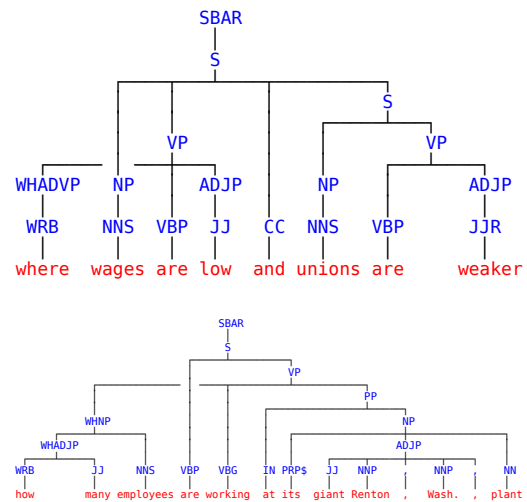 SBAR
S
S
VP VP
WHADVP NP ADJP NP ADJP
WRB NNS VBP JJ CC NNS VBP JJR
where wages are low and unions are weaker
SBAR
S
VP
PP
WHNP NP
WHADJP ADJP
WRB JJ NNS VBP VBG IN PRP$ JJ NNP , NNP , NN
how many employees are working at its giant Renton , Wash. , plant